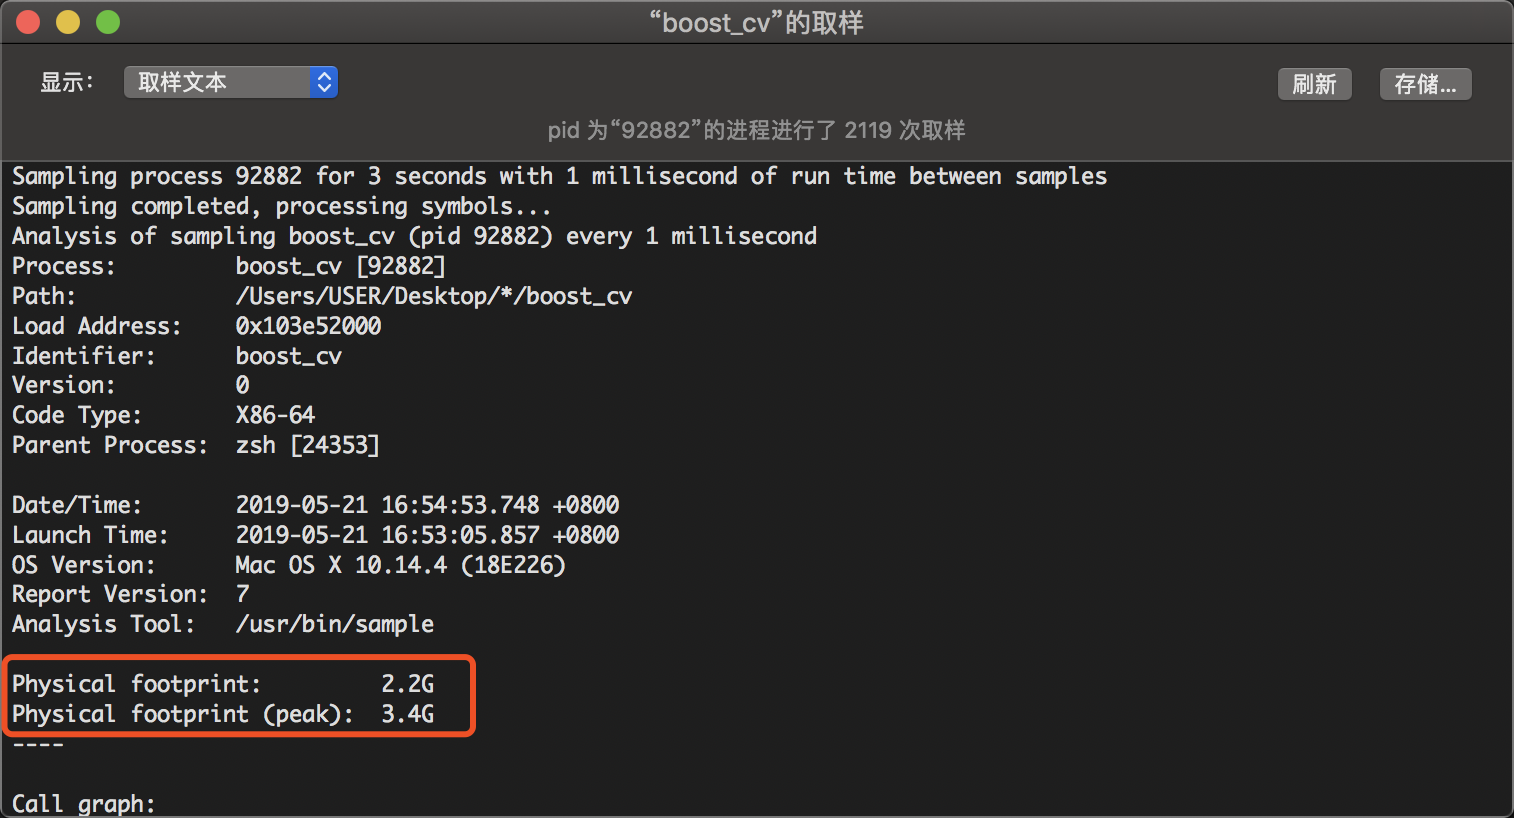 “boost_cv”的取样
显示： 取样文本 刷新 存储...
pid 为“92882”的进程进行了 2119 次取样
Sampling process 92882 for 3 seconds with 1 millisecond of run time between samples
Sampling completed, processing symbols...
Analysis of sampling boost_cv (pid 92882) every 1 millisecond
Process: boost_cv [92882]
Path: /Users/USER/Desktop/*/boost_cv
Load Address: 0x103e52000
Identifier: boost_cv
Version: 0
Code Type: X86-64
Parent Process: zsh [24353]
Date/Time: 2019-05-21 16:54:53.748 +0800
Launch Time: 2019-05-21 16:53:05.857 +0800
OS Version: Mac OS X 10.14.4 (18E226)
Report Version: 7
Analysis Tool: /usr/bin/sample
Physical footprint: 2.2G
Physical footprint (peak): 3.4G
----
Call graph: